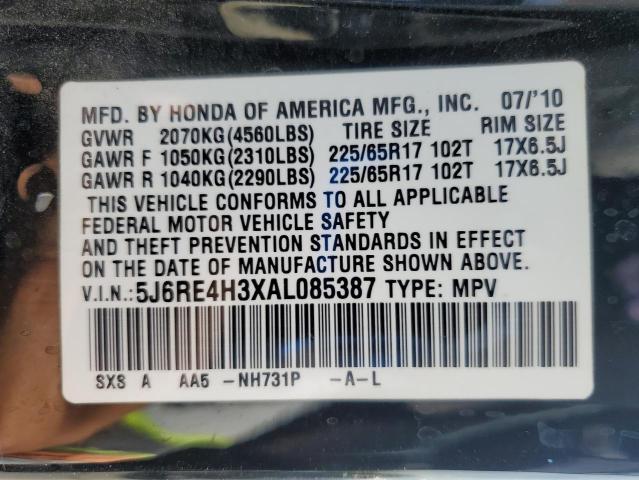 MFD. BY HONDA OF AMERICA MFG., INC. 07/'10
GVWR 2070KG(4560LBS) TIRE SIZE RIM SIZE
GAWR F 1050KG(2310LBS) 225/65R17 102T 17X6.5J
GAWR R 1040KG(2290LBS) 225/65R17 102T 17X6.5J
THIS VEHICLE CONFORMS TO ALL APPLICABLE
FEDERAL MOTOR VEHICLE SAFETY
AND THEFT PREVENTION STANDARDS IN EFFECT
ON THE DATE OF MANUFACTURE SHOWN ABOVE.
V.I.N.:5J6RE4H3XAL085387 TYPE: MPV
SXS A AA5 -NH731P -A-L